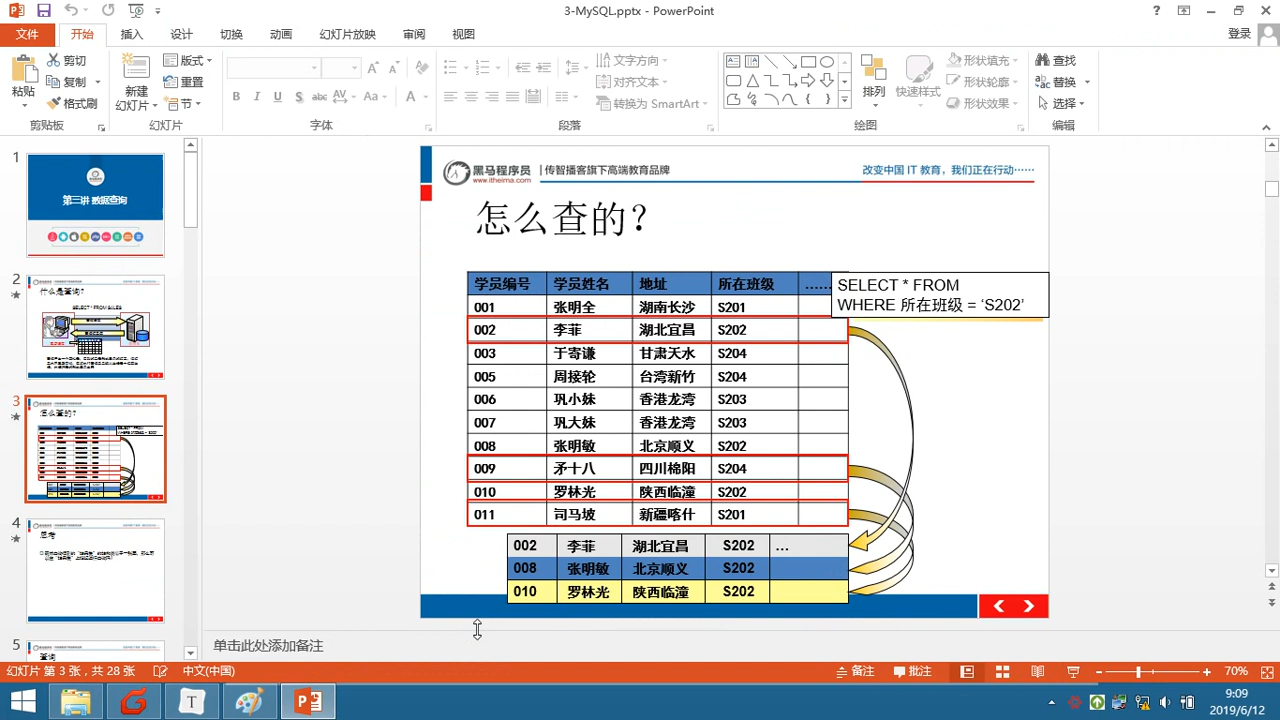 3-MySQL.pptx - PowerPoint
登录
文件 开始 插入 设计 切换 动画 幻灯片放映 审阅 视图
粘贴 剪切 复制 格式刷 剪贴板
新建幻灯片 版式 重置 节 幻灯片
B I U S abc AV Aa A 字体
文字方向 对齐文本 转换为 SmartArt 段落
排列 快速样式 形状填充 形状轮廓 形状效果 绘图
查找 替换 选择 编辑
1
第三讲 数据查询
2
什么是查询?
3
怎么查的?
4
思考
5
查询
黑马程序员 | 传智播客旗下高端教育品牌
www.itheima.com
改变中国 IT 教育，我们正在行动……
怎么查的?
学员编号 学员姓名 地址 所在班级 ……
SELECT * FROM
WHERE 所在班级 = ‘S202’
001 张明全 湖南长沙 S201
002 李菲 湖北宜昌 S202
003 于寄谦 甘肃天水 S204
005 周接轮 台湾新竹 S204
006 巩小妹 香港龙湾 S203
007 巩大妹 香港龙湾 S203
008 张明敏 北京顺义 S202
009 矛十八 四川棉阳 S204
010 罗林光 陕西临潼 S202
011 司马坡 新疆喀什 S201
002 李菲 湖北宜昌 S202 …
008 张明敏 北京顺义 S202
010 罗林光 陕西临潼 S202
单击此处添加备注
幻灯片 第 3 张，共 28 张 中文(中国) 备注 批注 70%
9:09
2019/6/12